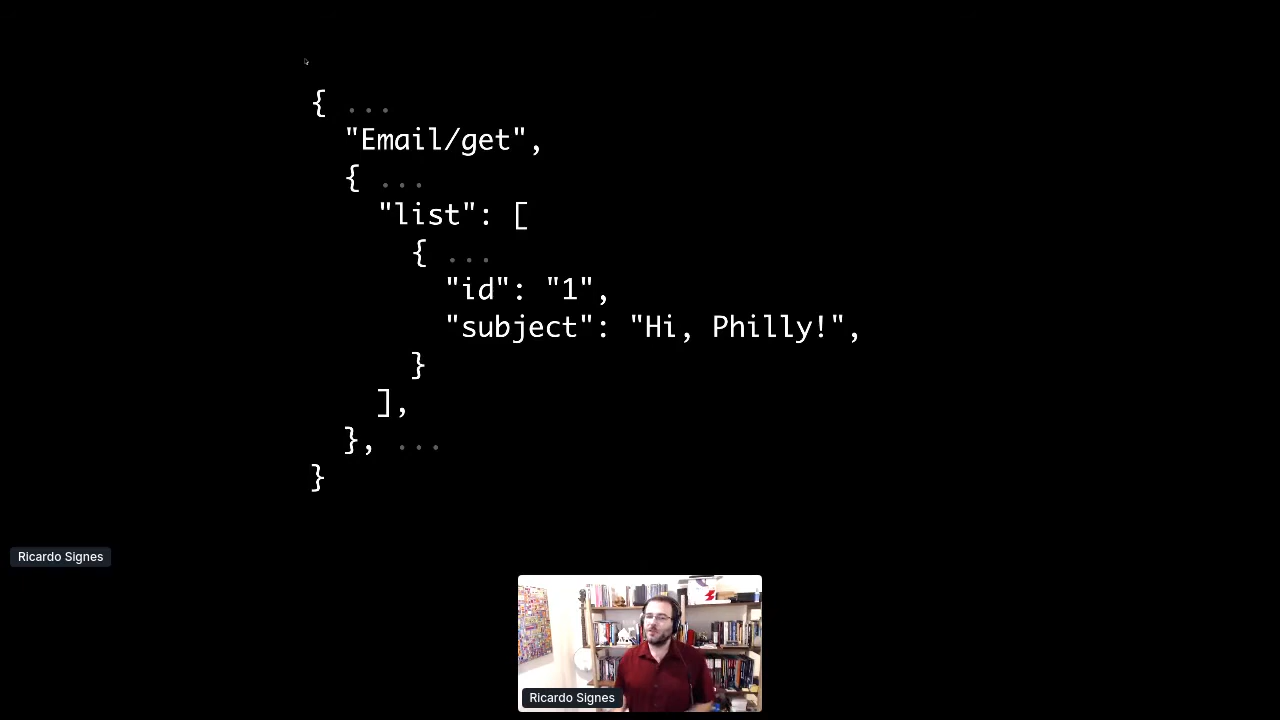 { ...
"Email/get",
{ ...
"list": [
{ ...
"id": "1",
"subject": "Hi, Philly!",
}
],
}, ...
}
Ricardo Signes
Ricardo Signes